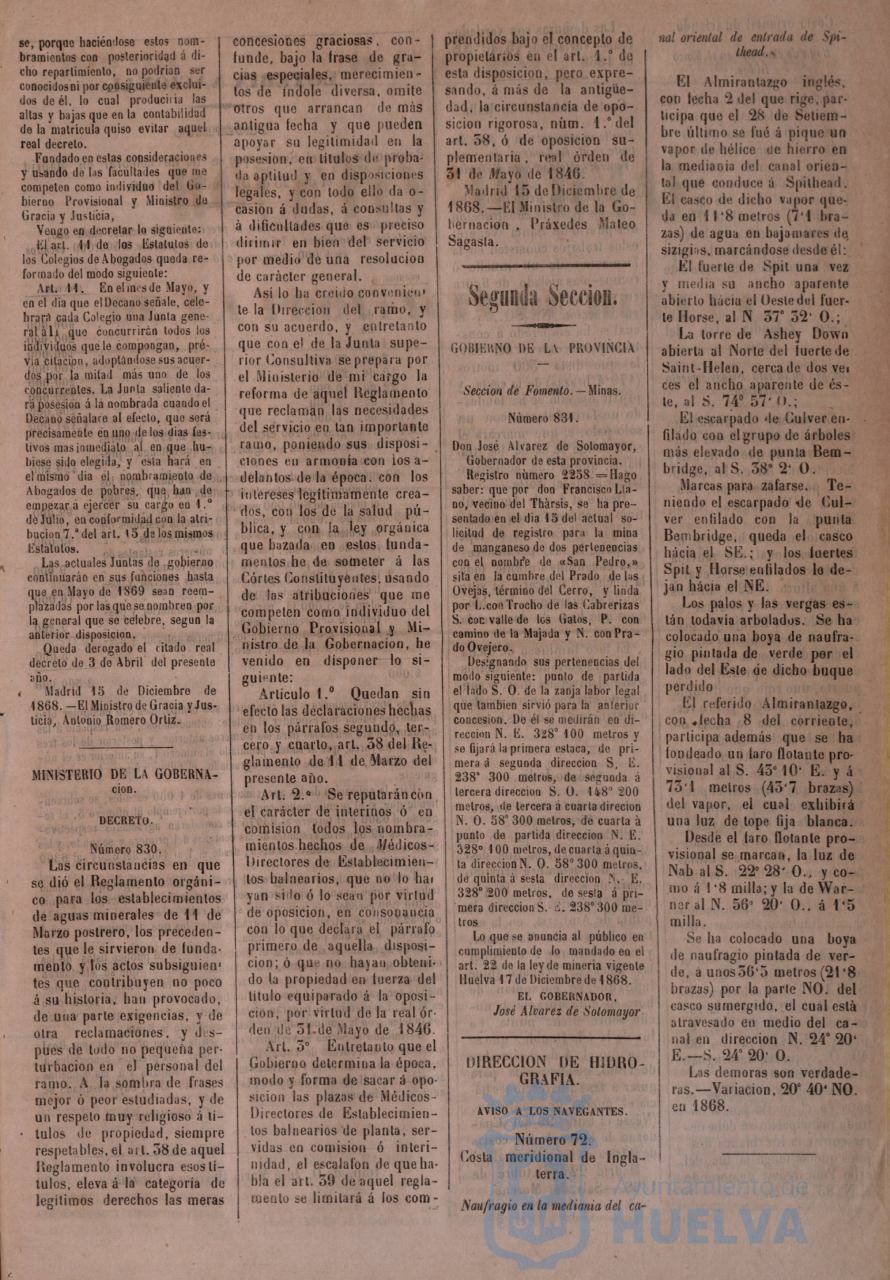 se, porque haciéndose estos nom-
bramientos con posterioridad á di-
cho repartimiento, no podrian ser
conocidos ni por consiguiente exclui-
dos de él, lo cual produciria las
altas y bajas que en la contabilidad
de la matricula quiso evitar aquel
real decreto.
Fundado en estas consideraciones
y usando de las facultades que me
competen como individuo del Go-
bierno Provisional y Ministro de
Gracia y Justicia,
Vengo en decretar lo siguiente:
El art. 44 de los Estatutos de
los Colegios de Abogados queda re-
formado del modo siguiente:
Art. 44. En el mes de Mayo, y
en el dia que el Decano señale, cele-
brará cada Colegio una Junta gene-
ral á la que concurrirán todos los
individuos que le compongan, pré-
via citacion, adoptándose sus acuer-
dos por la mitad más uno de los
concurrentes. La Junta saliente da-
rá posesión á la nombrada cuando el
Decano señalare al efecto, que será
precisamente en uno de los dias fes-
tivos mas inmediato al en que hu-
biese sido elegida, y ésta hará en
el mismo dia el nombramiento de
Abogados de pobres, que han de
empezar á ejercer su cargo en 1.º
de Julio, en conformidad con la atri-
bucion 7.ª del art. 15 de los mismos
Estatutos.
Las actuales Juntas de gobierno
continuarán en sus funciones hasta
que en Mayo de 1869 sean reem-
plazadas por las que se nombren por
la general que se celebre, segun la
anterior disposicion.
Queda derogado el citado real
decreto de 3 de Abril del presente
año.
Madrid 15 de Diciembre de
1868.—El Ministro de Gracia y Jus-
ticia, Antonio Romero Ortiz.
MINISTERIO DE LA GOBERNA-
cion.
DECRETO.
Número 830.
Las circunstancias en que
se dió el Reglamento orgáni-
co para los establecimientos
de aguas minerales de 11 de
Marzo postrero, los preceden-
tes que le sirvieron de funda-
mento y los actos subsiguien-
tes que contribuyen no poco
á su historia, han provocado,
de una parte exigencias, y de
otra reclamaciones, y des-
pues de todo no pequeña per-
turbacion en el personal del
ramo. A la sombra de frases
mejor ó peor estudiadas, y de
un respeto muy religioso á tí-
tulos de propiedad, siempre
respetables, el art. 38 de aquel
Reglamento involucra esos tí-
tulos, eleva á la categoría de
legítimos derechos las meras
concesiones graciosas, con-
funde, bajo la frase de gra-
cias especiales, merecimien-
tos de índole diversa, omite
otros que arrancan de más
antigua fecha y que pueden
apoyar su legitimidad en la
posesion, en títulos de proba-
da aptitud y en disposiciones
legales, y con todo ello da o-
casión á dudas, á consultas y
á dificultades que es preciso
dirimir en bien del servicio
por medio de una resolucion
de carácter general.
Así lo ha creido convenien-
te la Direccion del ramo, y
con su acuerdo, y entretanto
que con el de la Junta supe-
rior Consultiva se prepara por
el Ministerio de mi cargo la
reforma de aquel Reglamento
que reclaman las necesidades
del servicio en tan importante
ramo, poniendo sus disposi-
ciones en armonía con los a-
delantos de la época, con los
intereses legítimamente crea-
dos, con los de la salud pú-
blica, y con la ley orgánica
que bazada en estos funda-
mentos he de someter á las
Córtes Constituyentes; usando
de las atribuciones que me
competen como individuo del
Gobierno Provisional y Mi-
nistro de la Gobernacion, he
venido en disponer lo si-
guiente:
Articulo 1.º Quedan sin
efecto las declaraciones hechas
en los párrafos segundo, ter-
cero y cuarto, art. 38 del Re-
glamento de 11 de Marzo del
presente año.
Art. 2.º Se reputarán con
el carácter de interinos ó en
comisión todos los nombra-
mientos hechos de Médicos-
Directores de Establecimien-
tos balnearios, que no lo ha-
yan sido ó lo sean por virtud
de oposicion, en consonancia
con lo que declara el párrafo
primero de aquella disposi-
cion; ó que no hayan obteni-
do la propiedad en fuerza del
título equiparado á la oposi-
cion, por virtud de la real ór-
den de 31 de Mayo de 1846.
Art. 3º Entretanto que el
Gobierno determina la época,
modo y forma de sacar á opo-
sicion las plazas de Médicos-
Directores de Establecimien-
tos balnearios de planta, ser-
vidas en comision ó interi-
nidad, el escalafon de que ha-
bla el art. 39 de aquel regla-
mento se limitará á los com-
prendidos bajo el concepto de
propietarios en el art. 1.º de
esta disposicion, pero expre-
sando, á más de la antigüe-
dad, la circunstancia de opo-
sicion rigorosa, núm. 1.º del
art. 38, ó de oposicion su-
plementaria, real órden de
31 de Mayo de 1846.
Madrid 15 de Diciembre de
1868.—El Ministro de la Go-
bernacion, Práxedes Mateo
Sagasta.
Segunda Seccion.
GOBIERNO DE LA PROVINCIA
Seccion de Fomento.—Minas.
Número 831.
Don José Alvarez de Sotomayor,
Gobernador de esta provincia.
Registro número 2258.=Hago
saber: que por don Francisco Lla-
no, vecino del Thàrsis, se ha pre-
sentado en el dia 15 del actual so-
licitud de registro para la mina
de manganeso de dos pertenencias
con el nombre de «San Pedro,»
sita en la cumbre del Prado de las
Ovejas, término del Cerro, y linda
por L. con Trocho de las Cabrerizas
S. con valle de los Gatos, P. con
camino de la Majada y N. con Pra-
do Ovejero.
Designando sus pertenencias del
modo siguiente: punto de partida
el lado S. O. de la zanja labor legal
que tambien sirvió para la anterior
concesion. De él se medirán en di-
reccion N. E. 328° 100 metros y
se fijará la primera estaca, de pri-
mera á segunda direccion S. E.
238° 300 metros, de segunda á
tercera direccion S. O. 148° 200
metros, de tercera á cuarta direcion
N. O. 58° 300 metros, de cuarta á
punto de partida direccion N. E.
328° 100 metros, de cuarta á quin-
ta direccion N. O. 58° 300 metros,
de quinta á sesta direccion N. E.
328° 200 metros, de sesta á pri-
mera direccion S. E. 238° 300 me-
tros
Lo que se anuncia al público en
cumplimiento de lo mandado en el
art. 22 de la ley de mineria vigente
Huelva 17 de Diciembre de 1868.
EL GOBERNADOR,
José Alvarez de Sotomayor
DIRECCION DE HIDRO-
GRAFIA.
AVISO A LOS NAVEGANTES.
Número 72.
Costa meridional de Ingla-
terra.
Naufragio en la mediania del ca-
nal oriental de entrada de Spi-
thead.
El Almirantazgo inglés,
con fecha 2 del que rige, par-
ticipa que el 28 de Setiem-
bre último se fué á pique un
vapor de hélice de hierro en
la mediania del canal orien-
tal que conduce á Spithead.
El casco de dicho vapor que-
da en 11'8 metros (7'1 bra-
zas) de agua en bajamares de
sizigias, marcándose desde él:
El fuerte de Spit una vez
y media su ancho aparente
abierto hácia el Oeste del fuer-
te Horse, al N 37° 32' O.;
La torre de Ashey Down
abierta al Norte del fuerte de
Saint-Helen, cerca de dos ve-
ces el ancho aparente de és-
te, al S. 74° 57' O.;
El escarpado de Culver en-
filado con el grupo de árboles
más elevado de punta Bem-
bridge, al S. 38° 2' O.
Marcas para zafarse. Te-
niendo el escarpado de Cul-
ver enfilado con la punta
Bembridge, queda el casco
hácia el SE.; y los fuertes
Spit y Horse enfilados lo de-
jan hácia el NE.
Los palos y las vergas es-
tán todavia arbolados. Se ha
colocado una boya de naufra-
gio pintada de verde por el
lado del Este de dicho buque
perdido
El referido Almirantazgo,
con fecha 8 del corriente,
participa además que se ha
fondeado un faro flotante pro-
visional al S. 43° 10' E. y á
73'1 metros (43'7 brazas)
del vapor, el cual exhibirá
una luz de tope fija blanca.
Desde el faro flotante pro-
visional se marcan, la luz de
Nab al S. 22° 28' O., y co-
mo á 1'8 milla; y la de War-
ner al N. 56° 20' O., á 1'5
milla.
Se ha colocado una boya
de naufragio pintada de ver-
de, á unos 36'5 metros (21'8
brazas) por la parte NO. del
casco sumergido, el cual está
atravesado en medio del ca-
nal en direccion N. 24° 20'
E.—S. 24° 20' O.
Las demoras son verdade-
ras.—Variacion, 20° 40' NO.
en 1868.
Ayuntamiento de
HUELVA